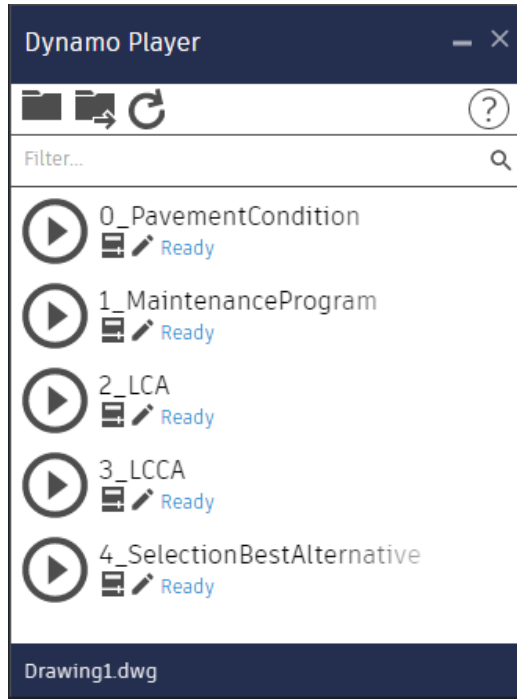 Dynamo Player
?
Filter...
0_PavementCondition
Ready
1_MaintenanceProgram
Ready
2_LCA
Ready
3_LCCA
Ready
4_SelectionBestAlternative
Ready
Drawing1.dwg